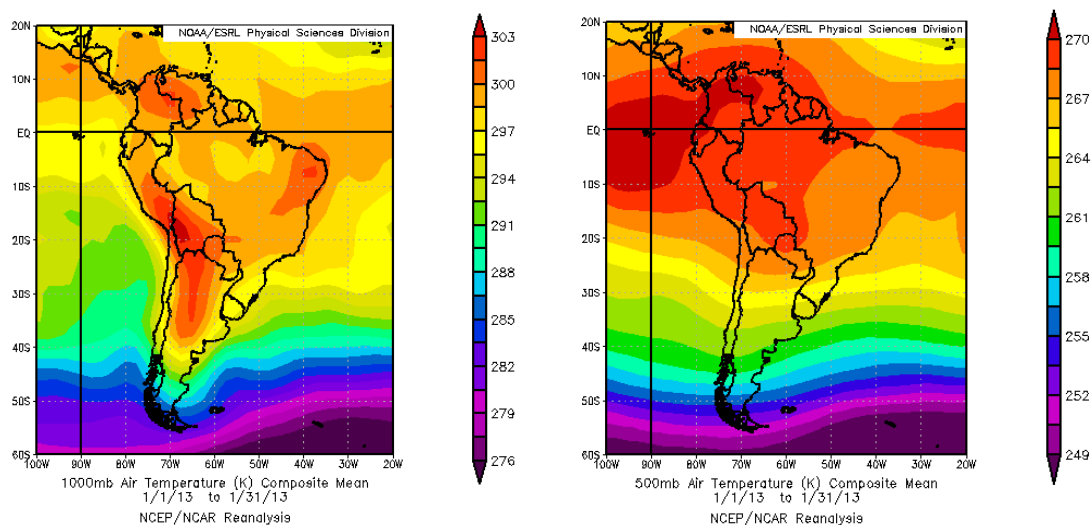 NOAA/ESRL Physical Sciences Division
20N
10N
EQ
10S
20S
30S
40S
50S
60S
100W 90W 80W 70W 60W 50W 40W 30W 20W
303
300
297
294
291
288
285
282
279
276
1000mb Air Temperature (K) Composite Mean
1/1/13 to 1/31/13
NCEP/NCAR Reanalysis
NOAA/ESRL Physical Sciences Division
20N
10N
EQ
10S
20S
30S
40S
50S
60S
100W 90W 80W 70W 60W 50W 40W 30W 20W
270
267
264
261
258
255
252
249
500mb Air Temperature (K) Composite Mean
1/1/13 to 1/31/13
NCEP/NCAR Reanalysis